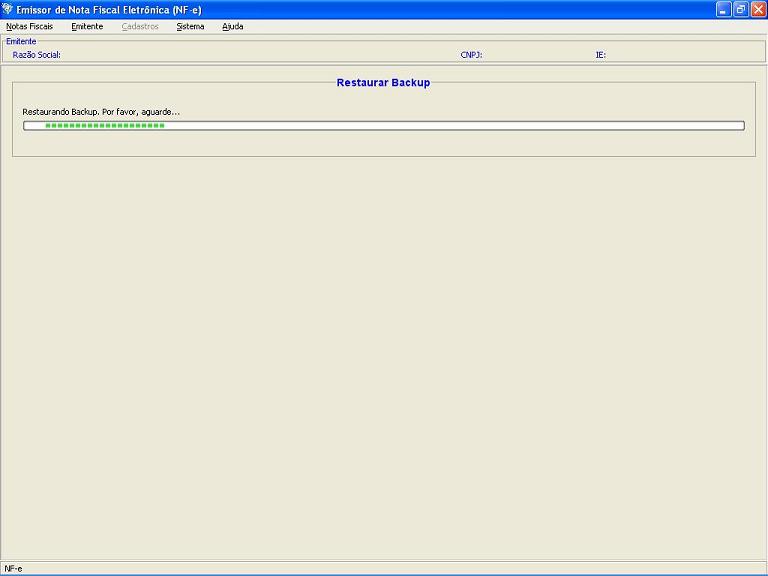 Emissor de Nota Fiscal Eletrônica (NF-e)
Notas Fiscais Emitente Cadastros Sistema Ajuda
Emitente
Razão Social: CNPJ: IE:
Restaurar Backup
Restaurando Backup. Por favor, aguarde...
NF-e